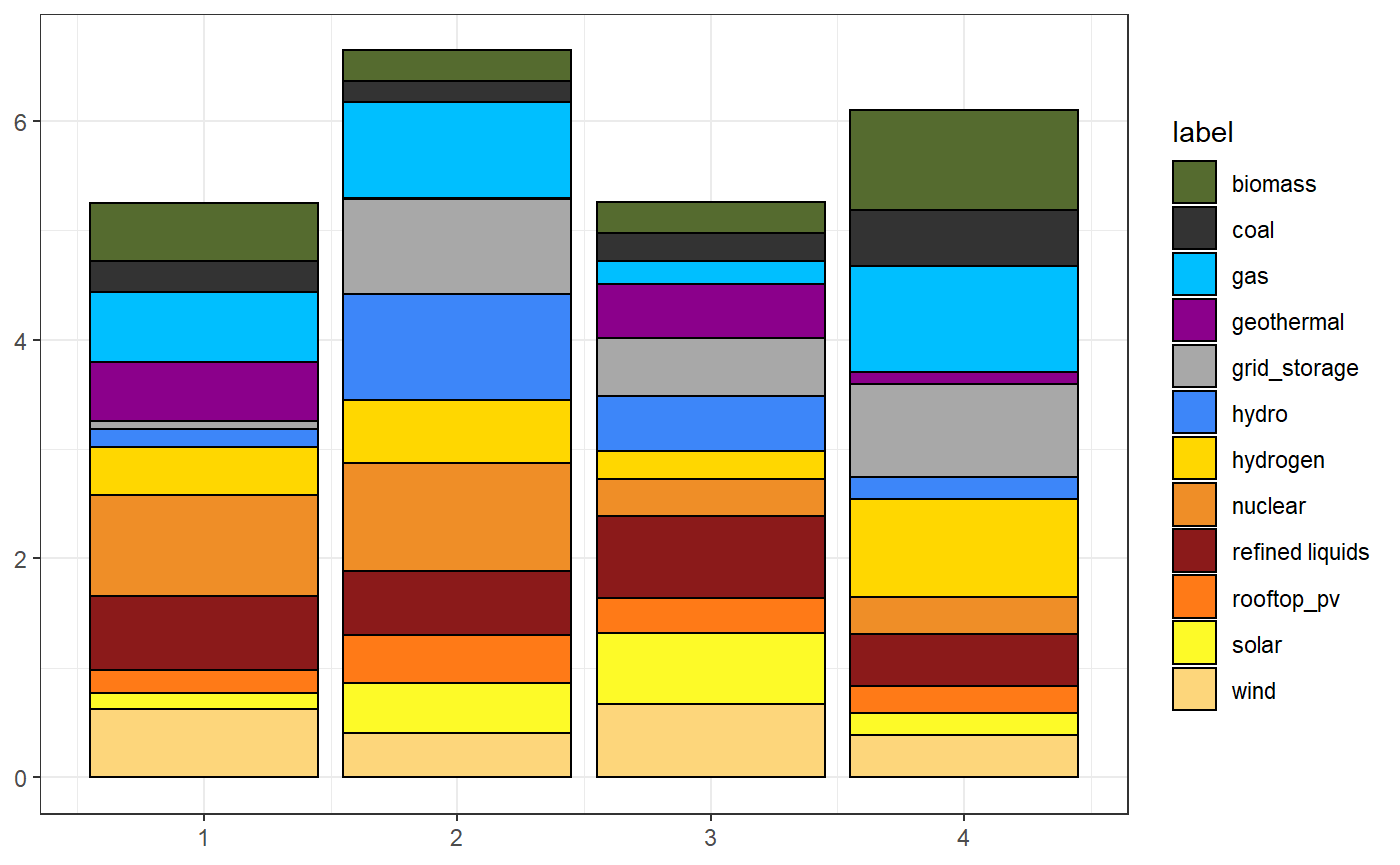 6
4
2
0
1
2
3
4
label
biomass
coal
gas
geothermal
grid_storage
hydro
hydrogen
nuclear
refined liquids
rooftop_pv
solar
wind